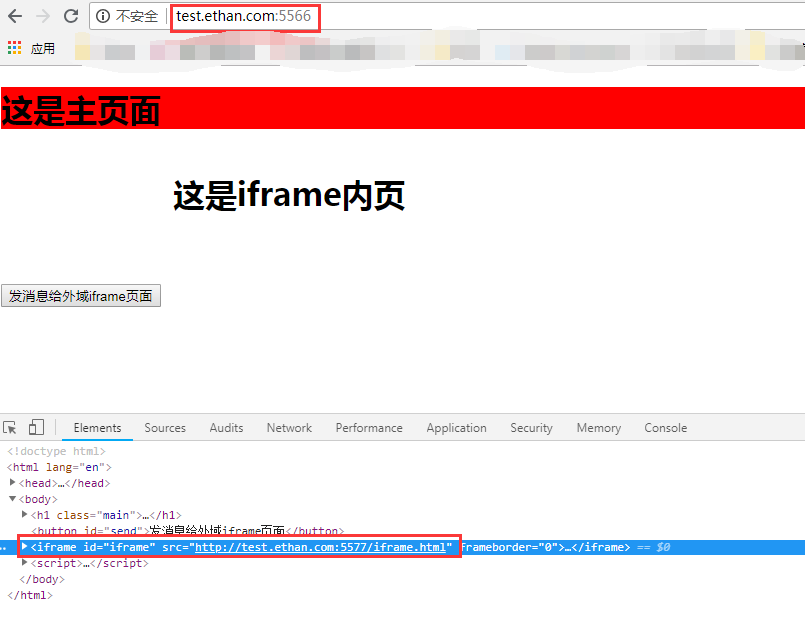 不安全 test.ethan.com:5566
应用
这是主页面
这是iframe内页
发消息给外域iframe页面
Elements Sources Audits Network Performance Application Security Memory Console
<!doctype html>
<html lang="en">
<head>…</head>
<body>
<h1 class="main">…</h1>
<button id="send">发消息给外域iframe页面</button>
<iframe id="iframe" src="http://test.ethan.com:5577/iframe.html" frameborder="0">…</iframe> == $0
<script>…</script>
</body>
</html>